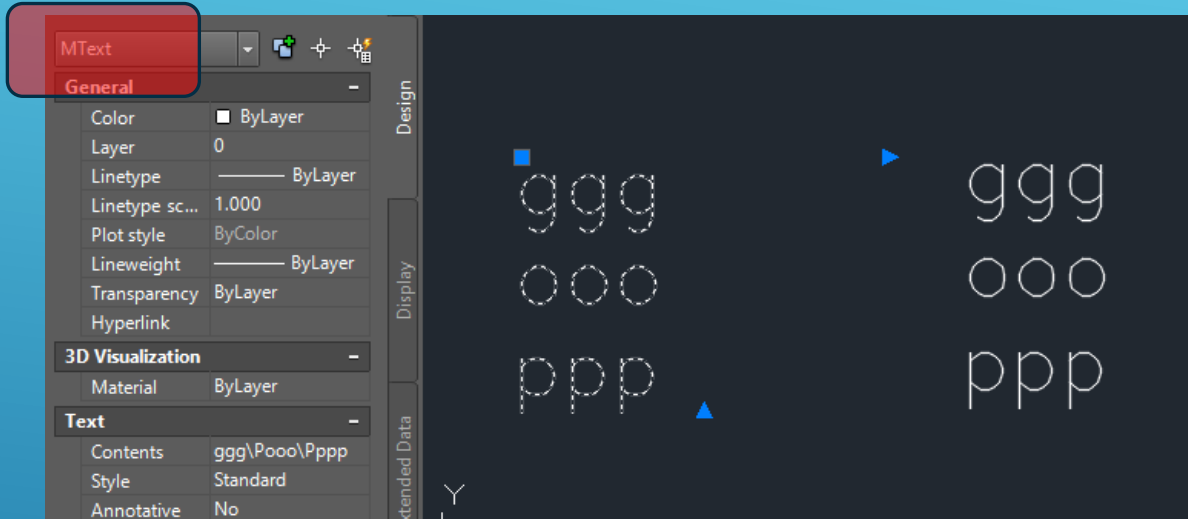 MText
General
Color ByLayer
Layer 0
Linetype ByLayer
Linetype sc... 1.000
Plot style ByColor
Lineweight ByLayer
Transparency ByLayer
Hyperlink
3D Visualization
Material ByLayer
Text
Contents ggg\Pooo\Pppp
Style Standard
Annotative No
Design
Display
ggg
ooo
ppp
ggg
ooo
ppp
Y